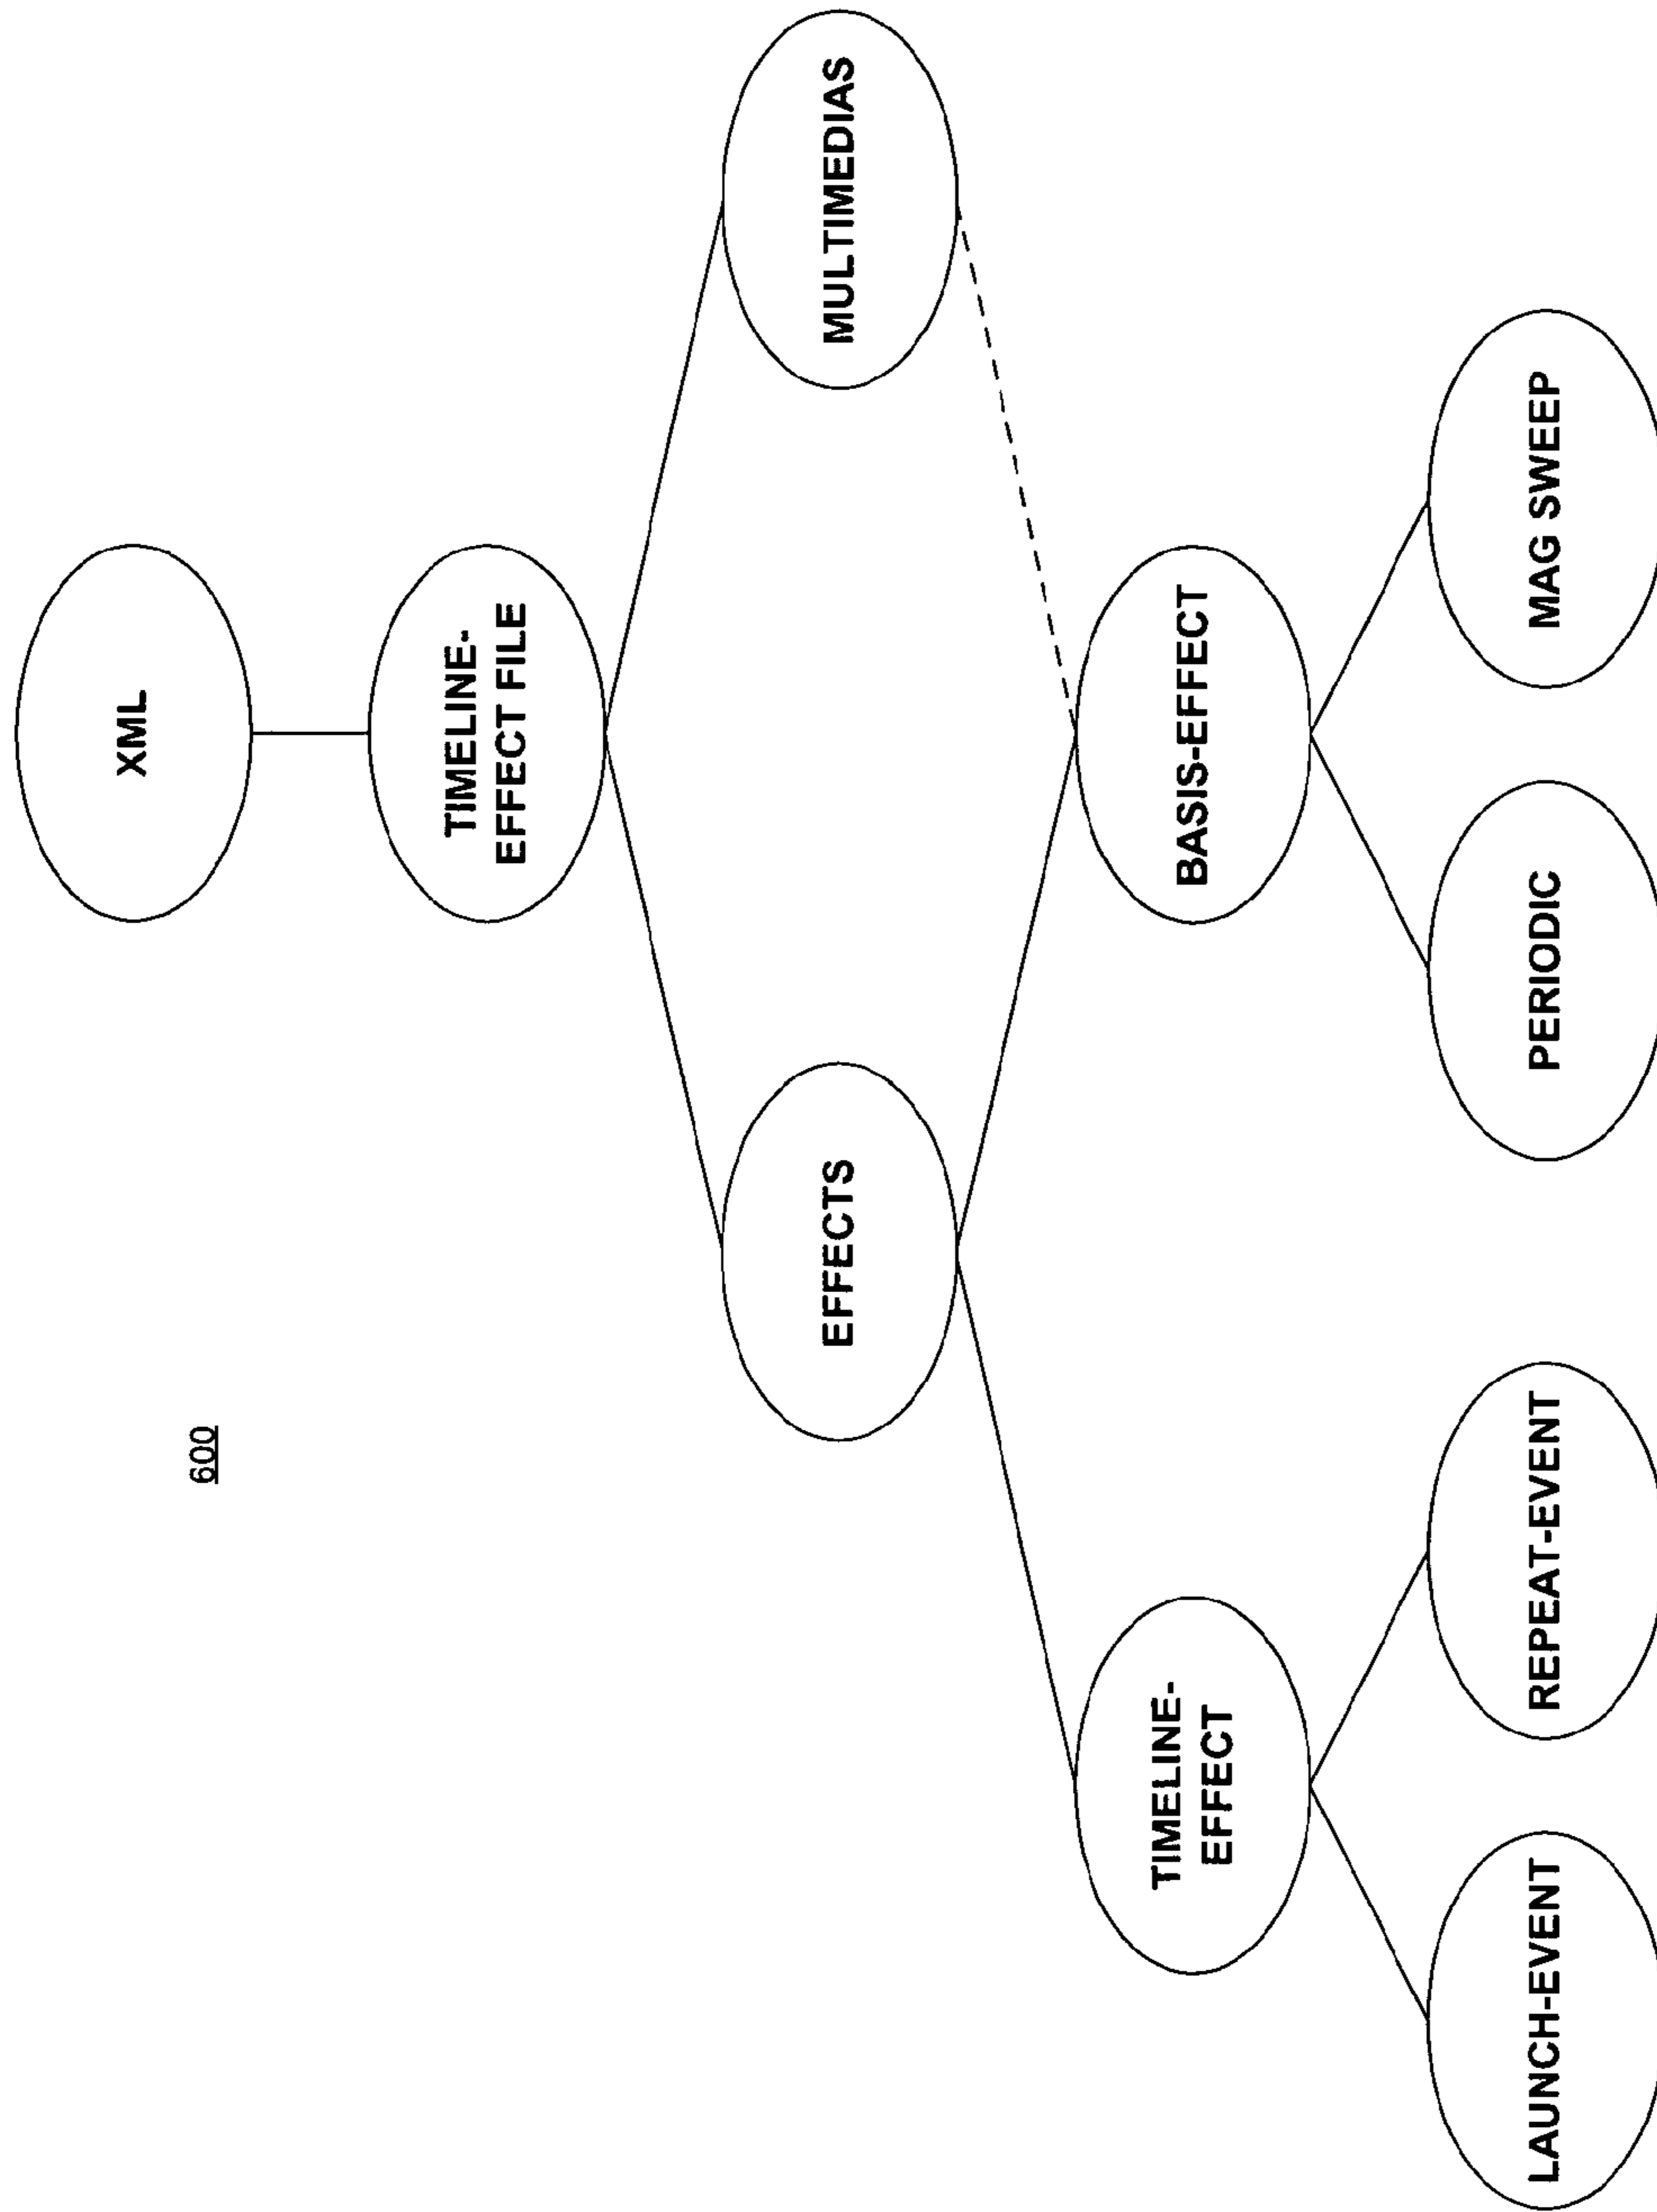 600
XML
TIMELINE-
EFFECT FILE
EFFECTS
MULTIMEDIAS
TIMELINE-
EFFECT
BASIS-EFFECT
LAUNCH-EVENT
REPEAT-EVENT
PERIODIC
MAG SWEEP